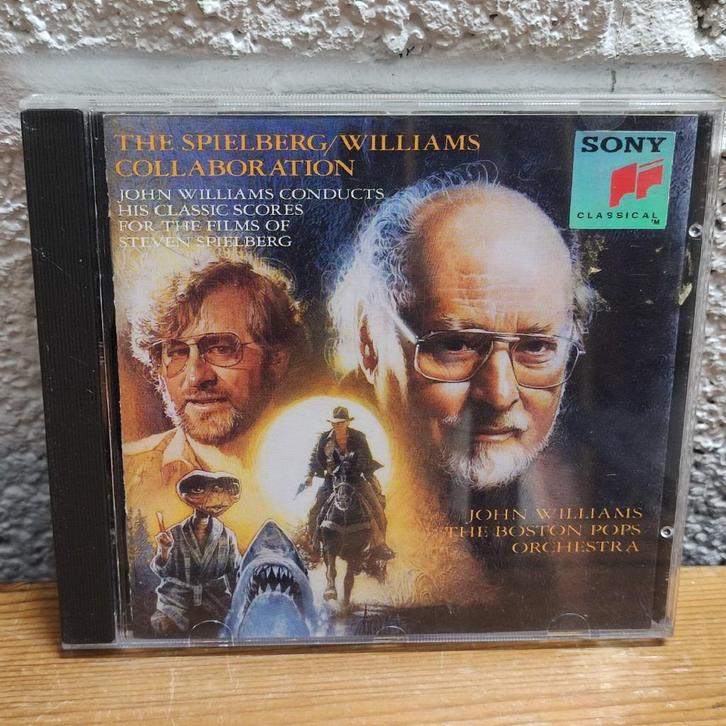 THE SPIELBERG/WILLIAMS
COLLABORATION
JOHN WILLIAMS CONDUCTS
HIS CLASSIC SCORES
FOR THE FILMS OF
STEVEN SPIELBERG
SONY
CLASSICAL
TM
JOHN WILLIAMS
THE BOSTON POPS
ORCHESTRA